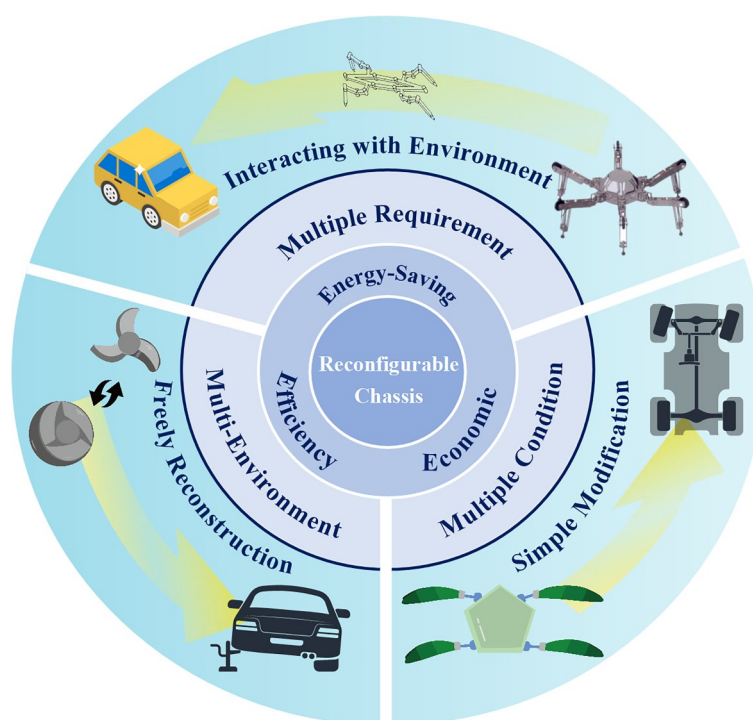 Interacting with Environment
Multiple Requirement
Energy-Saving
Reconfigurable
Chassis
Efficiency
Economic
Multi-Environment
Multiple Condition
Freely Reconstruction
Simple Modification